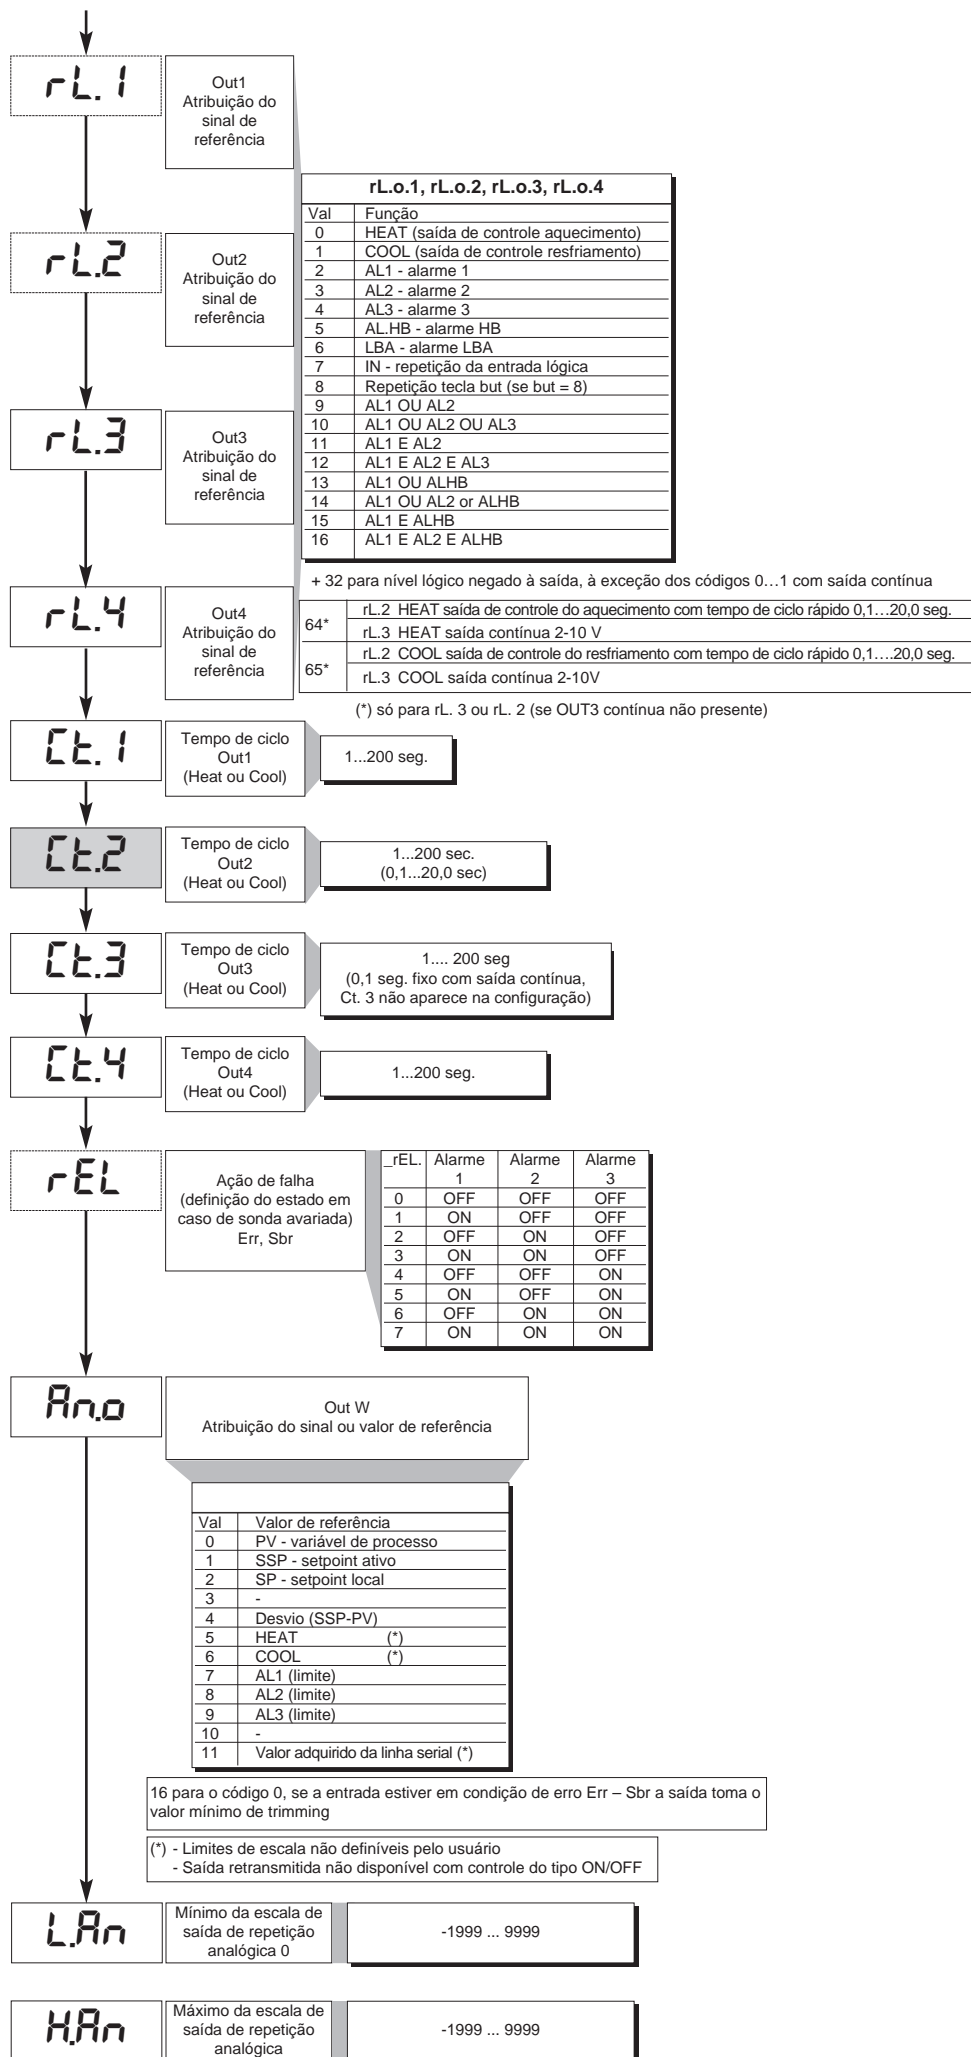 rL.1
Out1
Atribuição do
sinal de
referência
rL.o.1, rL.o.2, rL.o.3, rL.o.4
Val Função
0 HEAT (saída de controle aquecimento)
1 COOL (saída de controle resfriamento)
2 AL1 - alarme 1
3 AL2 - alarme 2
4 AL3 - alarme 3
5 AL.HB - alarme HB
6 LBA - alarme LBA
7 IN - repetição da entrada lógica
8 Repetição tecla but (se but = 8)
9 AL1 OU AL2
10 AL1 OU AL2 OU AL3
11 AL1 E AL2
12 AL1 E AL2 E AL3
13 AL1 OU ALHB
14 AL1 OU AL2 or ALHB
15 AL1 E ALHB
16 AL1 E AL2 E ALHB
rL.2
Out2
Atribuição do
sinal de
referência
rL.3
Out3
Atribuição do
sinal de
referência
+ 32 para nível lógico negado à saída, à exceção dos códigos 0…1 com saída contínua
rL.4
Out4
Atribuição do
sinal de
referência
64* rL.2 HEAT saída de controle do aquecimento com tempo de ciclo rápido 0,1…20,0 seg.
rL.3 HEAT saída contínua 2-10 V
65* rL.2 COOL saída de controle do resfriamento com tempo de ciclo rápido 0,1….20,0 seg.
rL.3 COOL saída contínua 2-10V
(*) só para rL. 3 ou rL. 2 (se OUT3 contínua não presente)
Ct.1
Tempo de ciclo
Out1
(Heat ou Cool)
1...200 seg.
Ct.2
Tempo de ciclo
Out2
(Heat ou Cool)
1...200 sec.
(0,1...20,0 sec)
Ct.3
Tempo de ciclo
Out3
(Heat ou Cool)
1.... 200 seg
(0,1 seg. fixo com saída contínua,
Ct. 3 não aparece na configuração)
Ct.4
Tempo de ciclo
Out4
(Heat ou Cool)
1...200 seg.
rEL
Ação de falha
(definição do estado em
caso de sonda avariada)
Err, Sbr
_rEL. Alarme Alarme Alarme
1 2 3
0 OFF OFF OFF
1 ON OFF OFF
2 OFF ON OFF
3 ON ON OFF
4 OFF OFF ON
5 ON OFF ON
6 OFF ON ON
7 ON ON ON
An.o
Out W
Atribuição do sinal ou valor de referência
Val Valor de referência
0 PV - variável de processo
1 SSP - setpoint ativo
2 SP - setpoint local
3 -
4 Desvio (SSP-PV)
5 HEAT (*)
6 COOL (*)
7 AL1 (limite)
8 AL2 (limite)
9 AL3 (limite)
10 -
11 Valor adquirido da linha serial (*)
16 para o código 0, se a entrada estiver em condição de erro Err – Sbr a saída toma o
valor mínimo de trimming
(*) - Limites de escala não definíveis pelo usuário
- Saída retransmitida não disponível com controle do tipo ON/OFF
L.An
Mínimo da escala de
saída de repetição
analógica 0
-1999 ... 9999
H.An
Máximo da escala de
saída de repetição
analógica
-1999 ... 9999